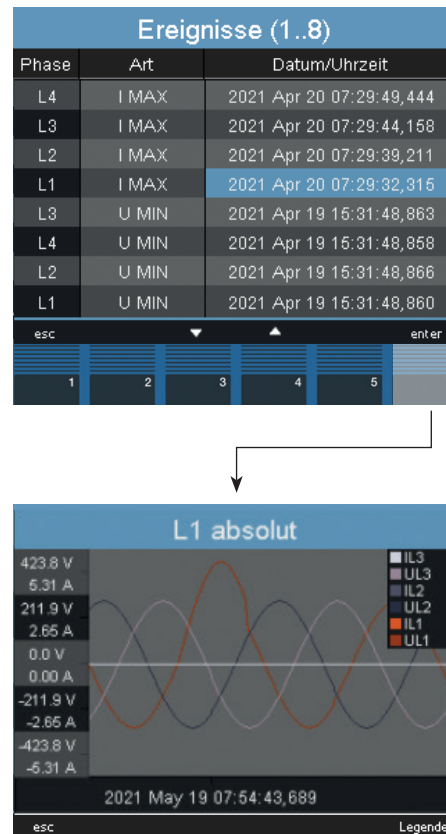 Ereignisse (1..8)
Phase Art Datum/Uhrzeit
L4 I MAX 2021 Apr 20 07:29:49,444
L3 I MAX 2021 Apr 20 07:29:44,158
L2 I MAX 2021 Apr 20 07:29:39,211
L1 I MAX 2021 Apr 20 07:29:32,315
L3 U MIN 2021 Apr 19 15:31:48,863
L4 U MIN 2021 Apr 19 15:31:48,858
L2 U MIN 2021 Apr 19 15:31:48,866
L1 U MIN 2021 Apr 19 15:31:48,860
esc enter
1 2 3 4 5
L1 absolut
423.8 V
5.31 A
211.9 V
2.65 A
0.0 V
0.00 A
-211.9 V
-2.65 A
-423.8 V
-5.31 A
IL3
UL3
IL2
UL2
IL1
UL1
2021 May 19 07:54:43,689
esc Legende